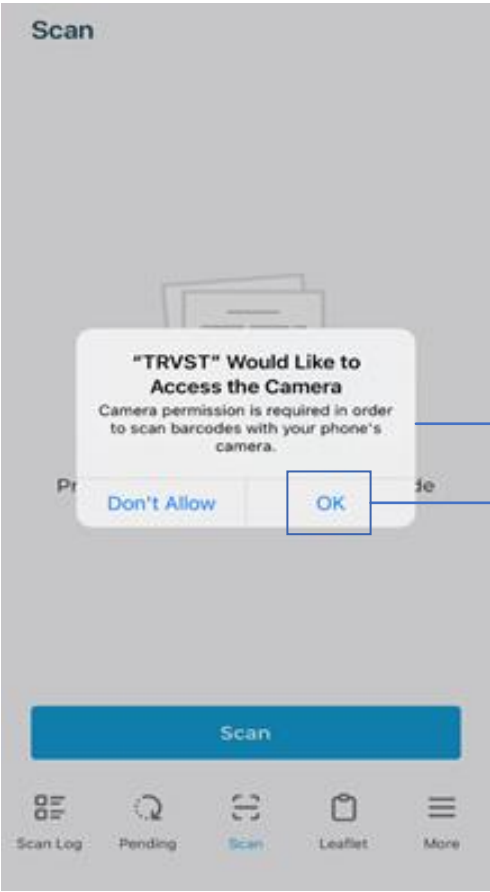 Scan
"TRVST" Would Like to
Access the Camera
Camera permission is required in order
to scan barcodes with your phone's
camera.
Don't Allow
OK
Scan
Scan Log
Pending
Scan
Leaflet
More